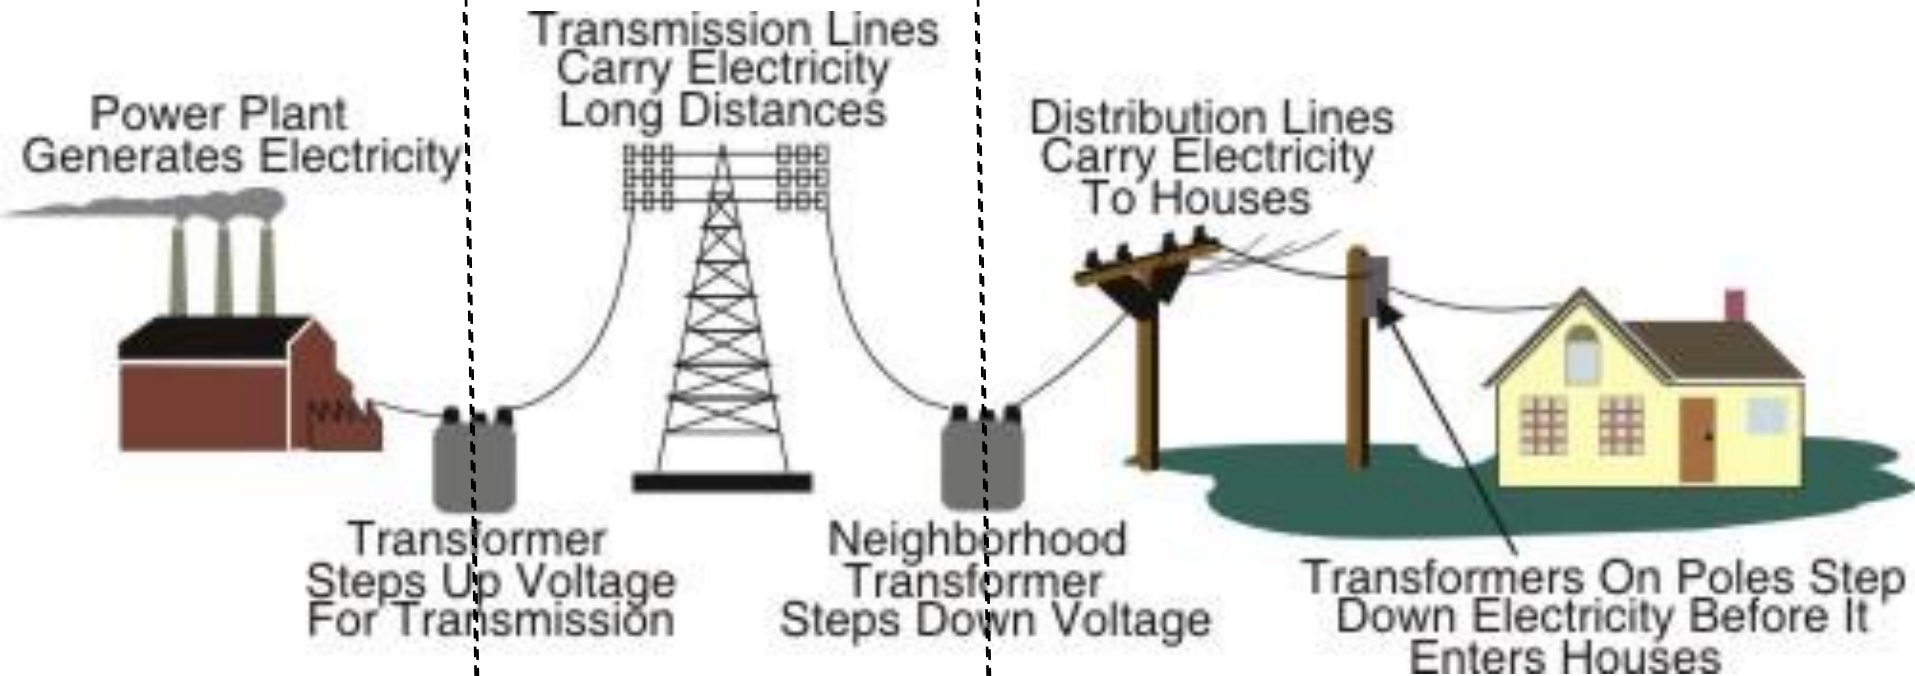 Power Plant
Generates Electricity
Transmission Lines
Carry Electricity
Long Distances
Distribution Lines
Carry Electricity
To Houses
Transformer
Steps Up Voltage
For Transmission
Neighborhood
Transformer
Steps Down Voltage
Transformers On Poles Step
Down Electricity Before It
Enters Houses